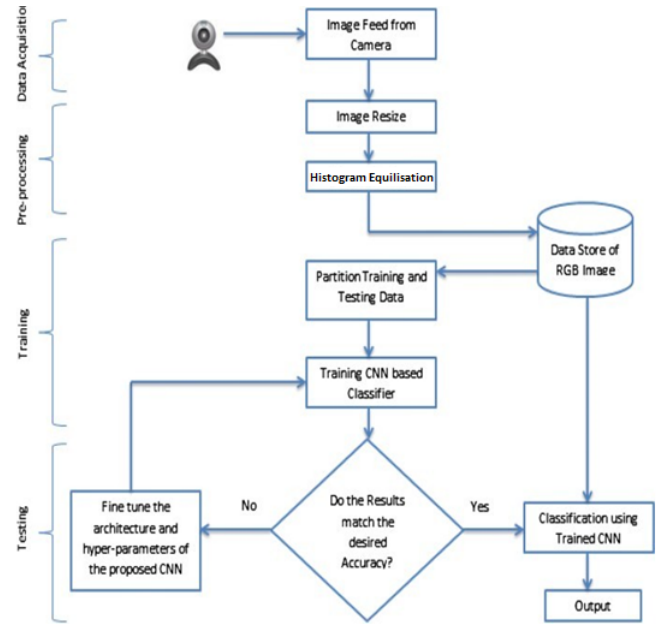 Data Acquisition
Image Feed from
Camera
Pre-processing
Image Resize
Histogram Equilisation
Data Store of
RGB Image
Training
Partition Training and
Testing Data
Training CNN based
Classifier
Testing
Fine tune the
architecture and
hyper-parameters of
the proposed CNN
No
Do the Results
match the
desired
Accuracy?
Yes
Classification using
Trained CNN
Output